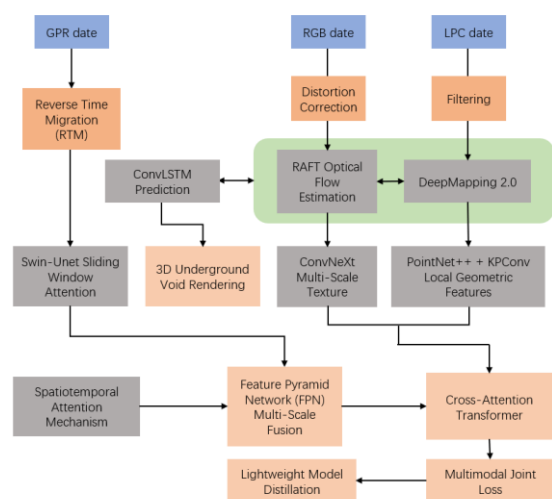 GPR date
RGB date
LPC date
Reverse Time
Migration
(RTM)
Distortion
Correction
Filtering
ConvLSTM
Prediction
RAFT Optical
Flow
Estimation
DeepMapping 2.0
Swin-Unet Sliding
Window
Attention
3D Underground
Void Rendering
ConvNeXt
Multi-Scale
Texture
PointNet++ + KPConv
Local Geometric
Features
Spatiotemporal
Attention
Mechanism
Feature Pyramid
Network (FPN)
Multi-Scale
Fusion
Cross-Attention
Transformer
Lightweight Model
Distillation
Multimodal Joint
Loss